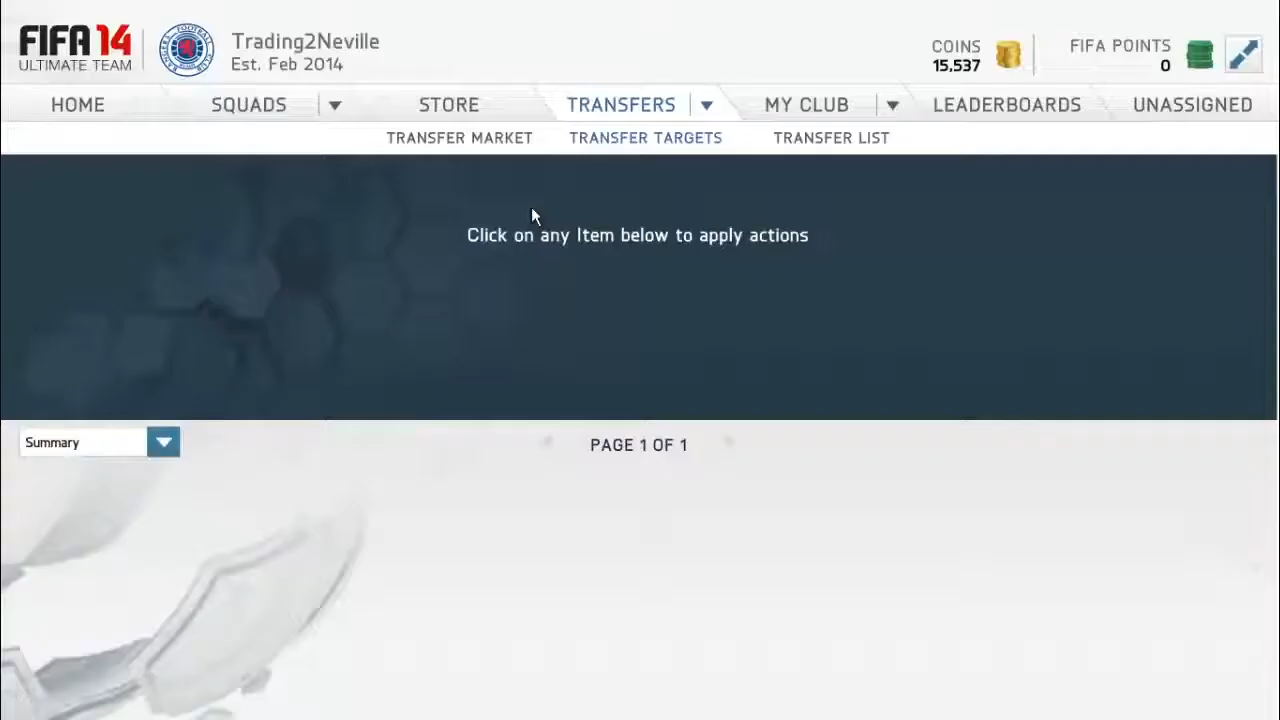 FIFA 14
ULTIMATE TEAM
Trading2Neville
Est. Feb 2014
COINS
15,537
FIFA POINTS
0
HOME SQUADS STORE TRANSFERS MY CLUB LEADERBOARDS UNASSIGNED
TRANSFER MARKET TRANSFER TARGETS TRANSFER LIST
Click on any Item below to apply actions
Summary
PAGE 1 OF 1